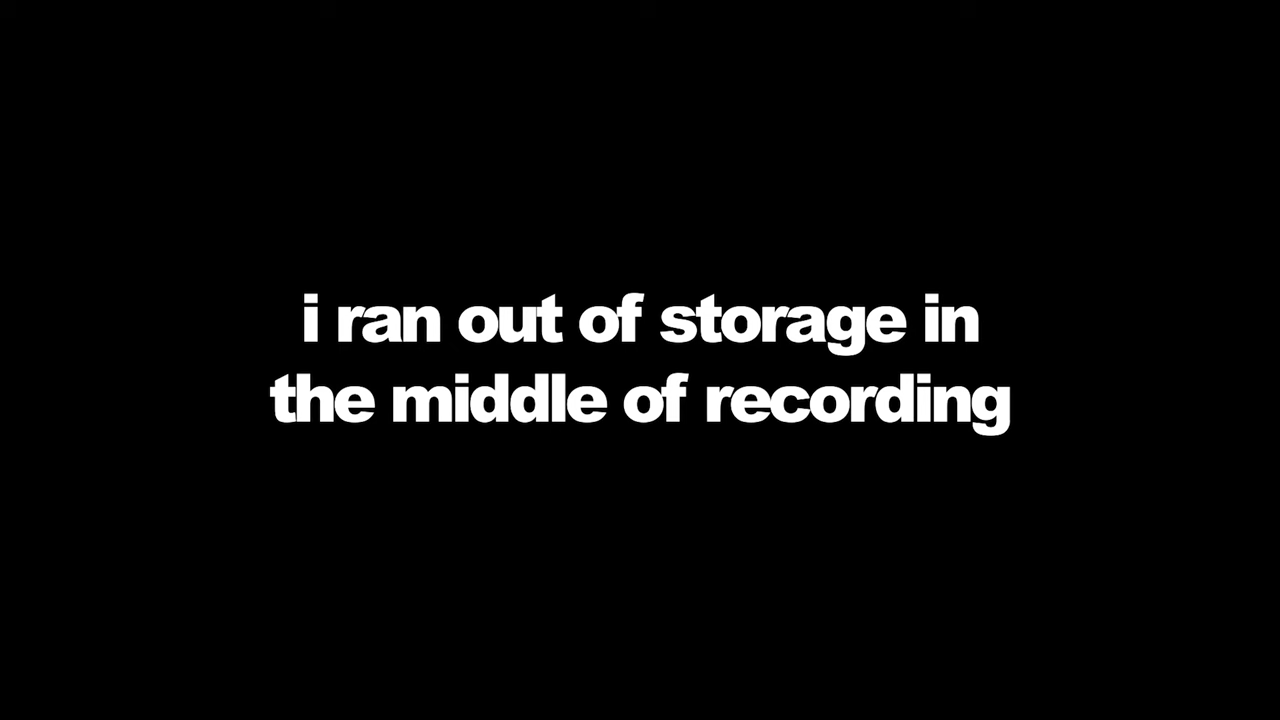 i ran out of storage in
the middle of recording